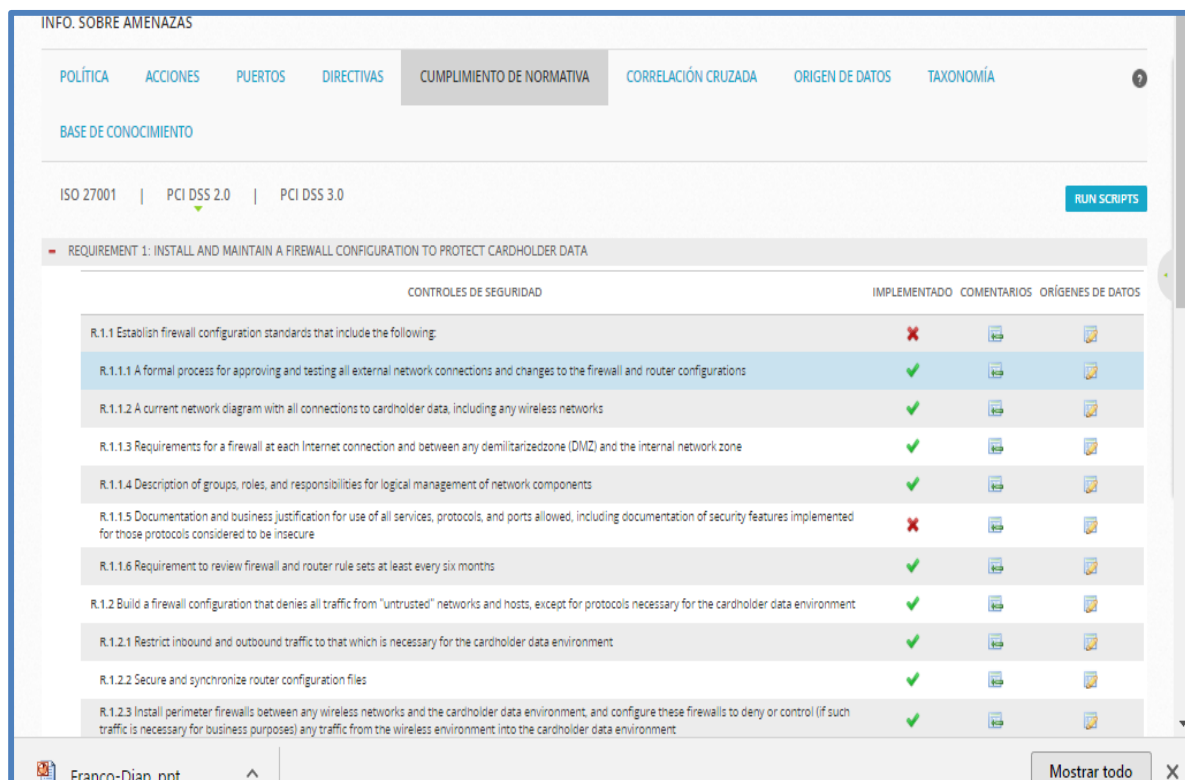 INFO. SOBRE AMENAZAS
POLÍTICA ACCIONES PUERTOS DIRECTIVAS CUMPLIMIENTO DE NORMATIVA CORRELACIÓN CRUZADA ORIGEN DE DATOS TAXONOMÍA ?
BASE DE CONOCIMIENTO
ISO 27001 | PCI DSS 2.0 | PCI DSS 3.0
RUN SCRIPTS
REQUIREMENT 1: INSTALL AND MAINTAIN A FIREWALL CONFIGURATION TO PROTECT CARDHOLDER DATA
CONTROLES DE SEGURIDAD IMPLEMENTADO COMENTARIOS ORÍGENES DE DATOS
R.1.1 Establish firewall configuration standards that include the following:
R.1.1.1 A formal process for approving and testing all external network connections and changes to the firewall and router configurations
R.1.1.2 A current network diagram with all connections to cardholder data, including any wireless networks
R.1.1.3 Requirements for a firewall at each Internet connection and between any demilitarizedzone (DMZ) and the internal network zone
R.1.1.4 Description of groups, roles, and responsibilities for logical management of network components
R.1.1.5 Documentation and business justification for use of all services, protocols, and ports allowed, including documentation of security features implemented
for those protocols considered to be insecure
R.1.1.6 Requirement to review firewall and router rule sets at least every six months
R.1.2 Build a firewall configuration that denies all traffic from "untrusted" networks and hosts, except for protocols necessary for the cardholder data environment
R.1.2.1 Restrict inbound and outbound traffic to that which is necessary for the cardholder data environment
R.1.2.2 Secure and synchronize router configuration files
R.1.2.3 Install perimeter firewalls between any wireless networks and the cardholder data environment, and configure these firewalls to deny or control (if such
traffic is necessary for business purposes) any traffic from the wireless environment into the cardholder data environment
Franco-Dian .ppt
Mostrar todo X